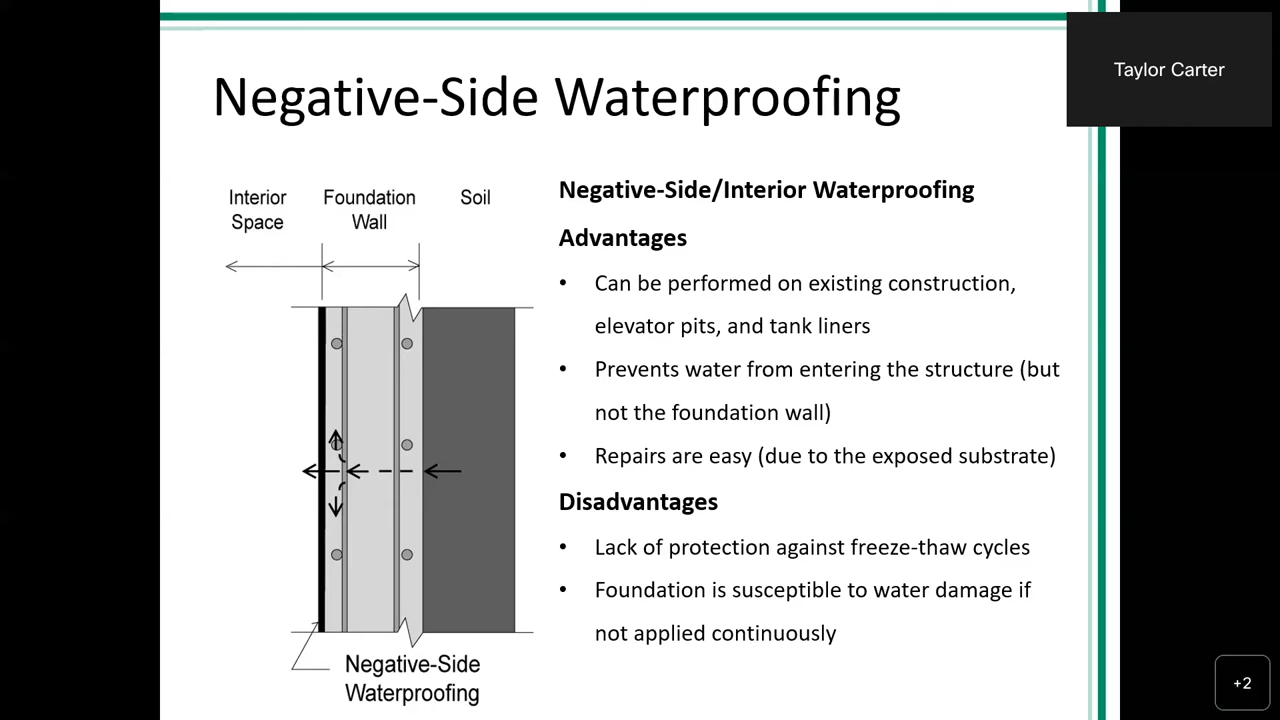 Negative-Side Waterproofing
Taylor Carter
Interior
Space
Foundation
Wall
Soil
Negative-Side
Waterproofing
Negative-Side/Interior Waterproofing
Advantages
• Can be performed on existing construction,
elevator pits, and tank liners
• Prevents water from entering the structure (but
not the foundation wall)
• Repairs are easy (due to the exposed substrate)
Disadvantages
• Lack of protection against freeze-thaw cycles
• Foundation is susceptible to water damage if
not applied continuously
+2